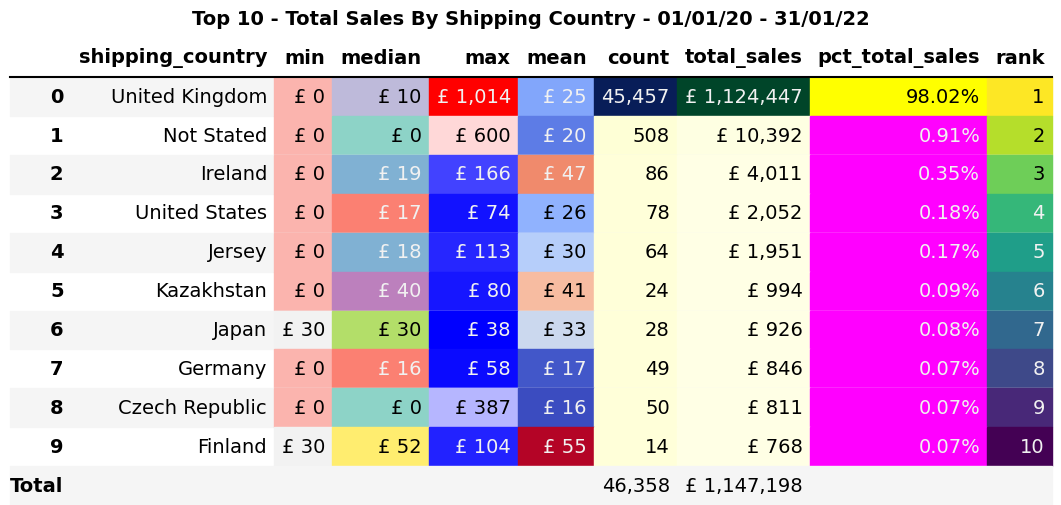 Top 10 - Total Sales By Shipping Country - 01/01/20 - 31/01/22
shipping_country min median max mean count total_sales pct_total_sales rank
0 United Kingdom £ 0 £ 10 £ 1,014 £ 25 45,457 £ 1,124,447 98.02% 1
1 Not Stated £ 0 £ 0 £ 600 £ 20 508 £ 10,392 0.91% 2
2 Ireland £ 0 £ 19 £ 166 £ 47 86 £ 4,011 0.35% 3
3 United States £ 0 £ 17 £ 74 £ 26 78 £ 2,052 0.18% 4
4 Jersey £ 0 £ 18 £ 113 £ 30 64 £ 1,951 0.17% 5
5 Kazakhstan £ 0 £ 40 £ 80 £ 41 24 £ 994 0.09% 6
6 Japan £ 30 £ 30 £ 38 £ 33 28 £ 926 0.08% 7
7 Germany £ 0 £ 16 £ 58 £ 17 49 £ 846 0.07% 8
8 Czech Republic £ 0 £ 0 £ 387 £ 16 50 £ 811 0.07% 9
9 Finland £ 30 £ 52 £ 104 £ 55 14 £ 768 0.07% 10
Total 46,358 £ 1,147,198